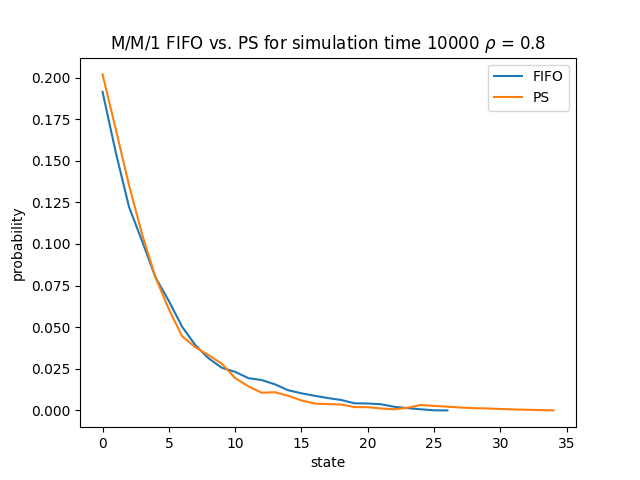 M/M/1 FIFO vs. PS for simulation time 10000 ρ = 0.8
FIFO
PS
probability
0.200
0.175
0.150
0.125
0.100
0.075
0.050
0.025
0.000
0 5 10 15 20 25 30 35
state